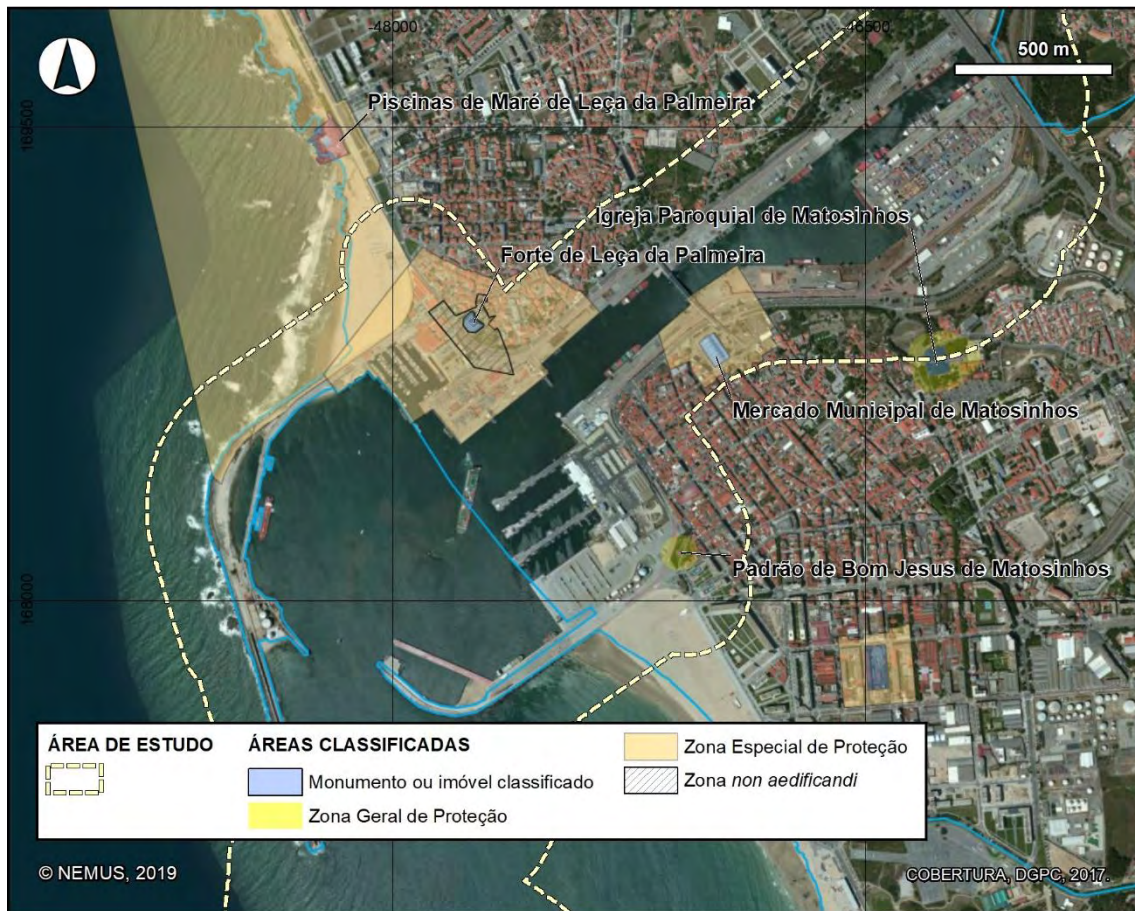 -48000
-46500
500 m
169500
Piscinas de Maré de Leça da Palmeira
Igreja Paroquial de Matosinhos
Forte de Leça da Palmeira
Mercado Municipal de Matosinhos
Padrão de Bom Jesus de Matosinhos
168000
ÁREA DE ESTUDO
ÁREAS CLASSIFICADAS
Monumento ou imóvel classificado
Zona Geral de Proteção
Zona Especial de Proteção
Zona non aedificandi
© NEMUS, 2019
COBERTURA, DGPC, 2017.